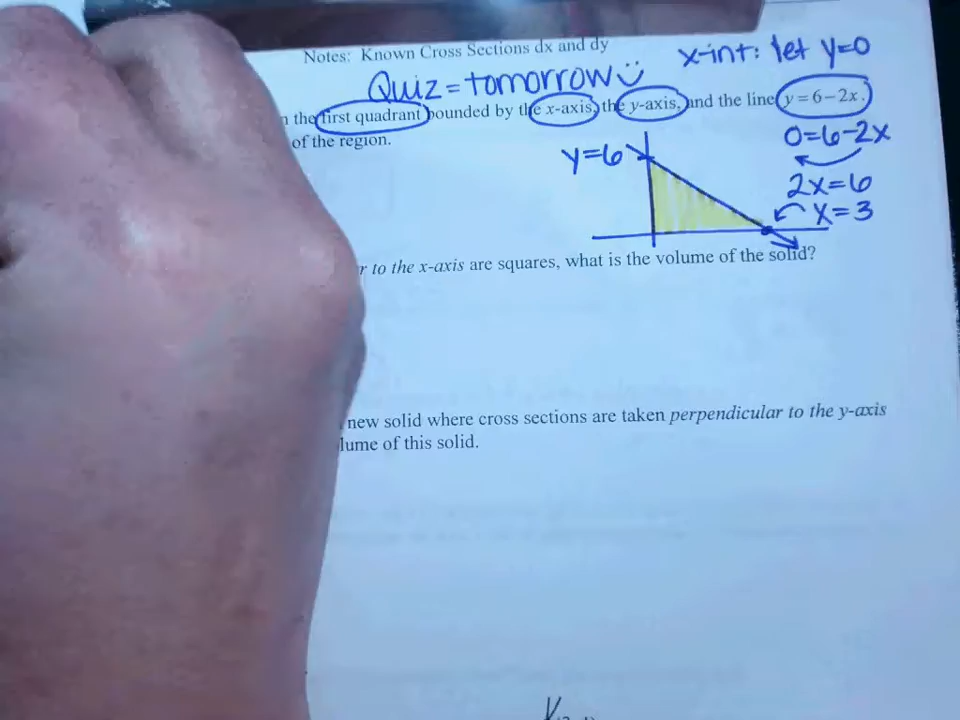 Notes: Known Cross Sections dx and dy
x-int: let y=0
Quiz = tomorrow
the first quadrant bounded by the x-axis, the y-axis, and the line y = 6 – 2x.
of the region.
0=6-2x
y=6
2x=6
x=3
to the x-axis are squares, what is the volume of the solid?
new solid where cross sections are taken perpendicular to the y-axis
of this solid.